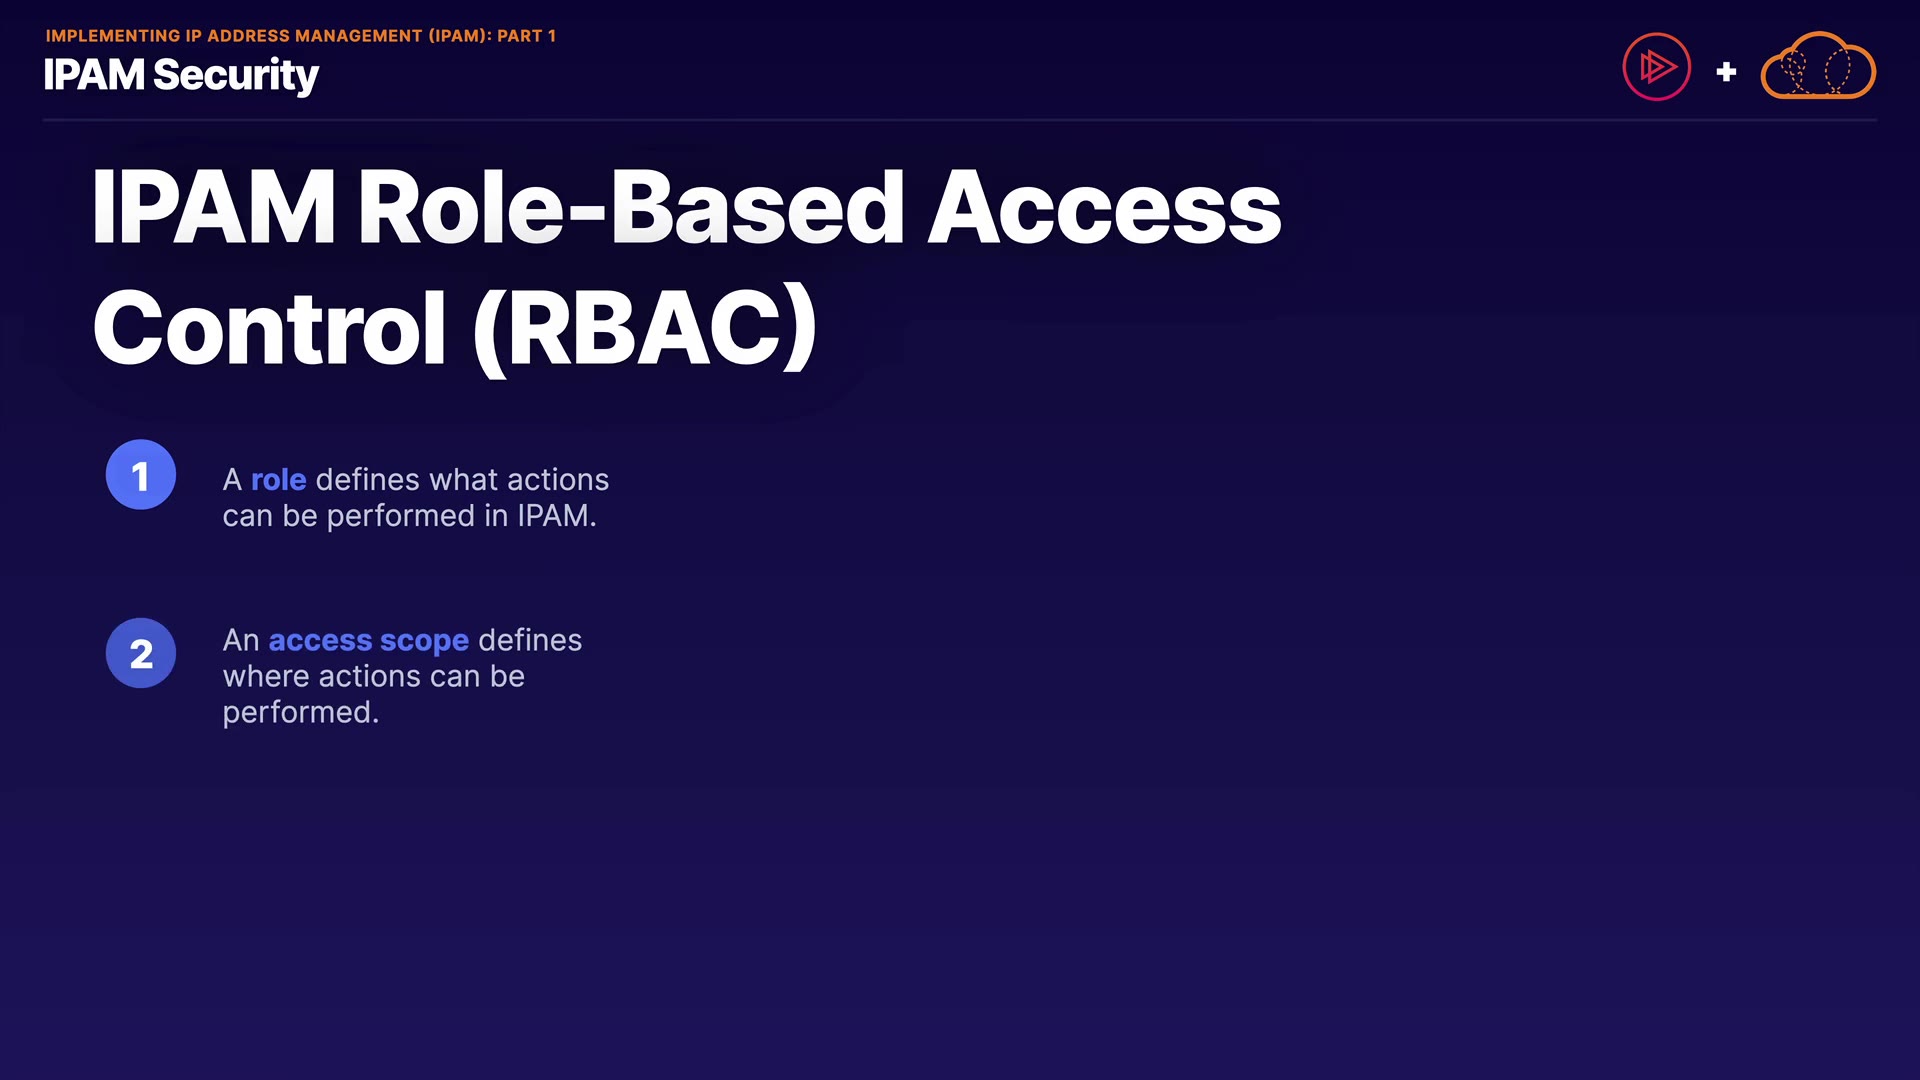 IMPLEMENTING IP ADDRESS MANAGEMENT (IPAM): PART 1
IPAM Security
+
IPAM Role-Based Access
Control (RBAC)
1
A role defines what actions
can be performed in IPAM.
2
An access scope defines
where actions can be
performed.